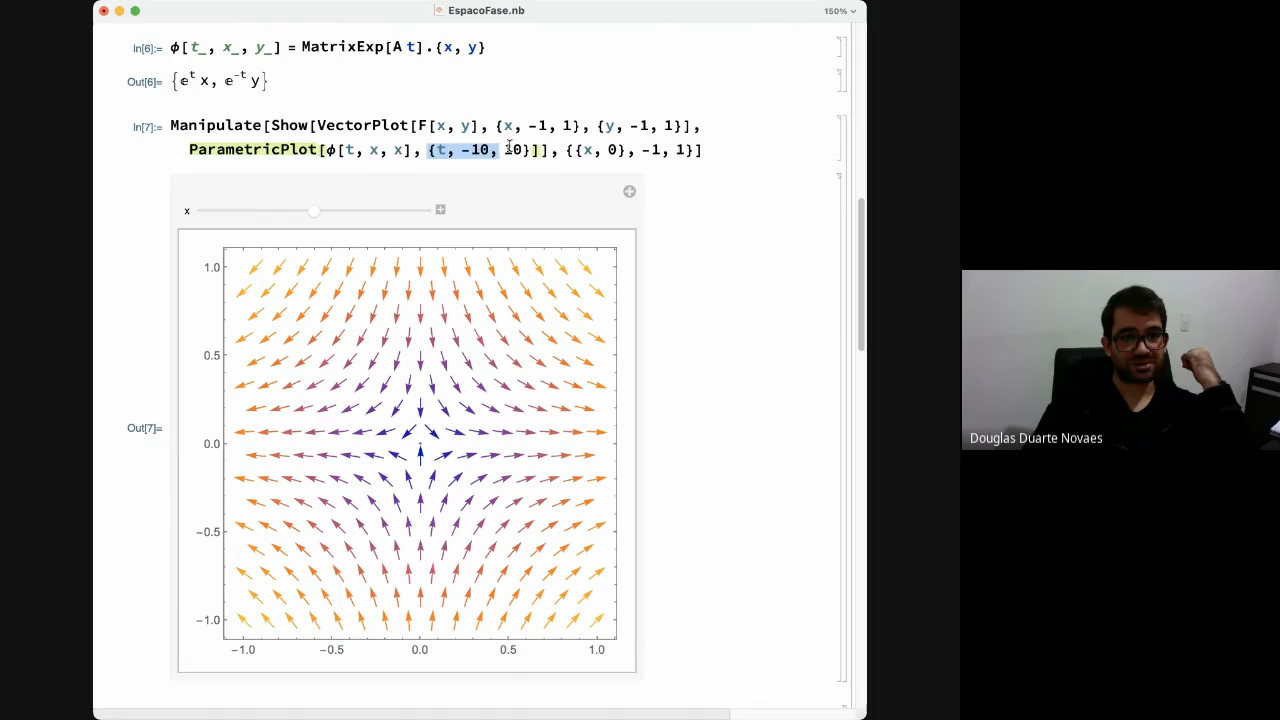 EspacoFase.nb
150%
In[6]:= ϕ[t_, x_, y_] = MatrixExp[A t].{x, y}
Out[6]= {ⅇ^t x, ⅇ^-t y}
In[7]:= Manipulate[Show[VectorPlot[F[x, y], {x, -1, 1}, {y, -1, 1}],
ParametricPlot[ϕ[t, x, x], {t, -10, 10}]], {{x, 0}, -1, 1}]
x
1.0
0.5
Out[7]=
0.0
-0.5
-1.0
-1.0 -0.5 0.0 0.5 1.0
Douglas Duarte Novaes